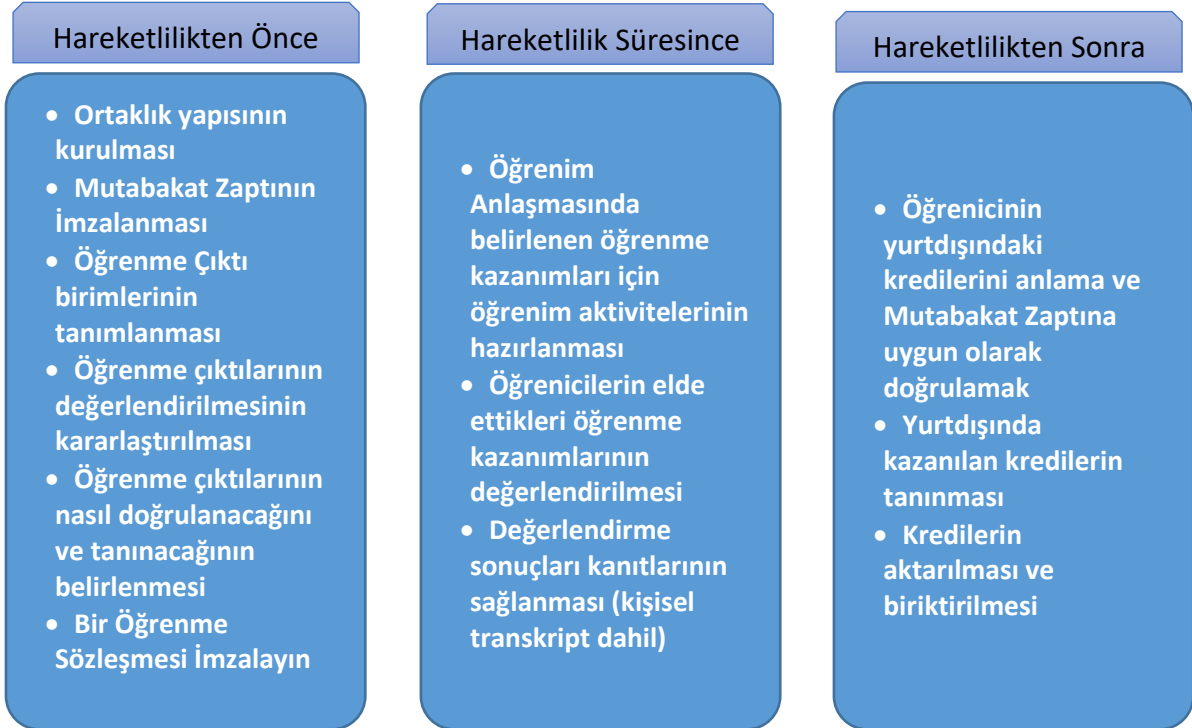 Hareketlilikten Önce
• Ortaklık yapısının
kurulması
• Mutabakat Zaptının
İmzalanması
• Öğrenme Çıktı
birimlerinin
tanımlanması
• Öğrenme çıktılarının
değerlendirilmesinin
kararlaştırılması
• Öğrenme çıktılarının
nasıl doğrulanacağını
ve tanınacağının
belirlenmesi
• Bir Öğrenme
Sözleşmesi İmzalayın
Hareketlilik Süresince
• Öğrenim
Anlaşmasında
belirlenen öğrenme
kazanımları için
öğrenim aktivitelerinin
hazırlanması
• Öğrenicilerin elde
ettikleri öğrenme
kazanımlarının
değerlendirilmesi
• Değerlendirme
sonuçları kanıtlarının
sağlanması (kişisel
transkript dahil)
Hareketlilikten Sonra
• Öğrenicinin
yurtdışındaki
kredilerini anlama ve
Mutabakat Zaptına
uygun olarak
doğrulamak
• Yurtdışında
kazanılan kredilerin
tanınması
• Kredilerin
aktarılması ve
biriktirilmesi